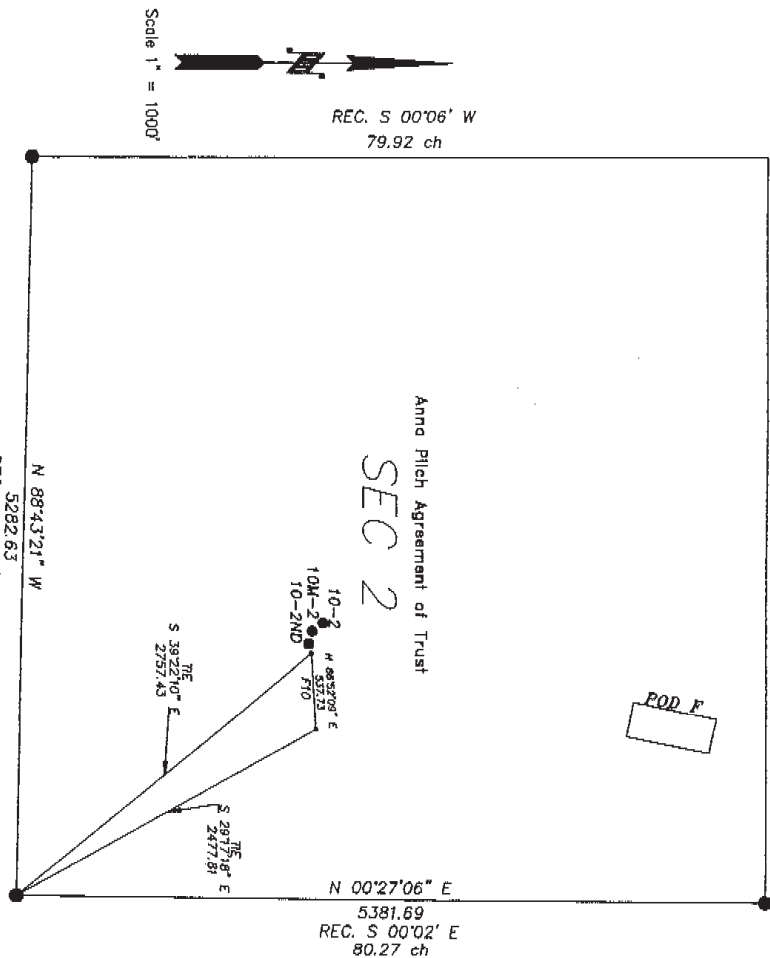 Scale 1" = 1000'
N
REC. S 00°06' W
79.92 ch
Anna Pilch Agreement of Trust
SEC 2
POD F
10-2
10M-2
10-2ND
N 86°52'09" E
537.73
F10
TIE
S 39°22'10" E
2757.43
TIE
S 29°17'18" E
2477.81
N 00°27'06" E
5381.69
REC. S 00°02' E
80.27 ch
N 88°43'21" W
5282.63